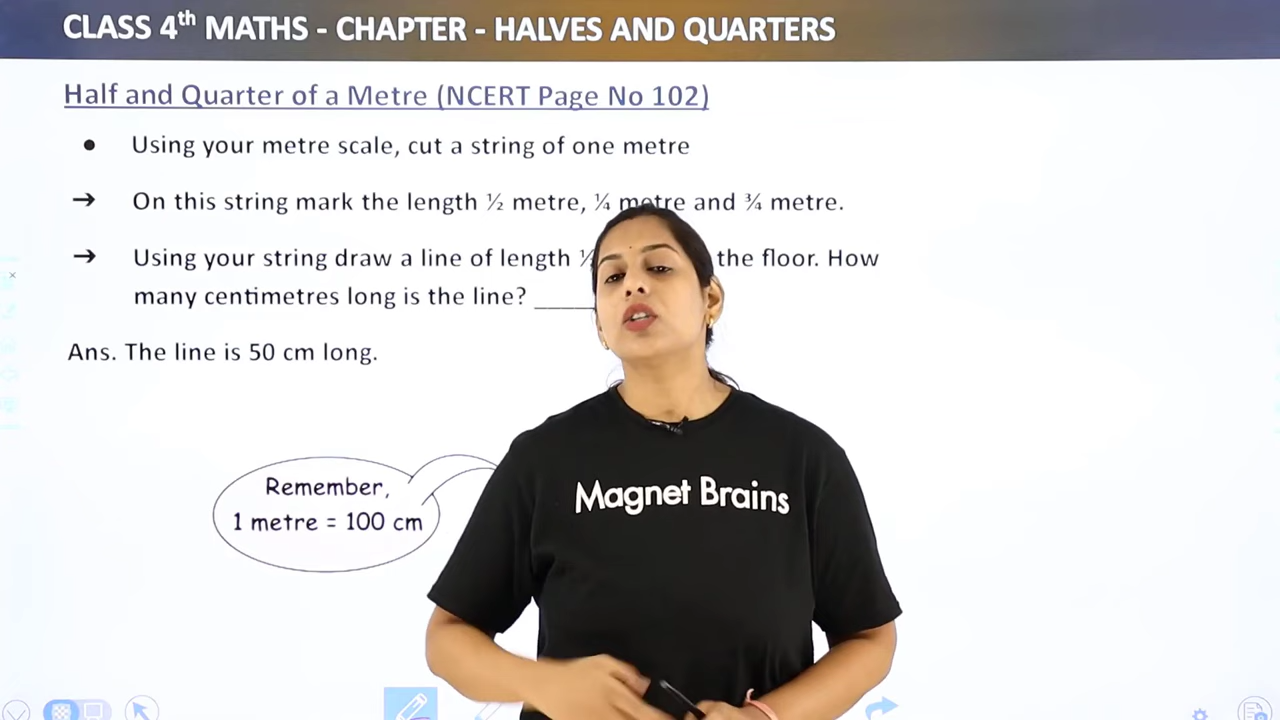 CLASS 4th MATHS - CHAPTER - HALVES AND QUARTERS
Half and Quarter of a Metre (NCERT Page No 102)
● Using your metre scale, cut a string of one metre
→ On this string mark the length ½ metre, ¼ metre and ¾ metre.
→ Using your string draw a line of length the floor. How
many centimetres long is the line? _____
Ans. The line is 50 cm long.
Remember,
1 metre = 100 cm
Magnet Brains